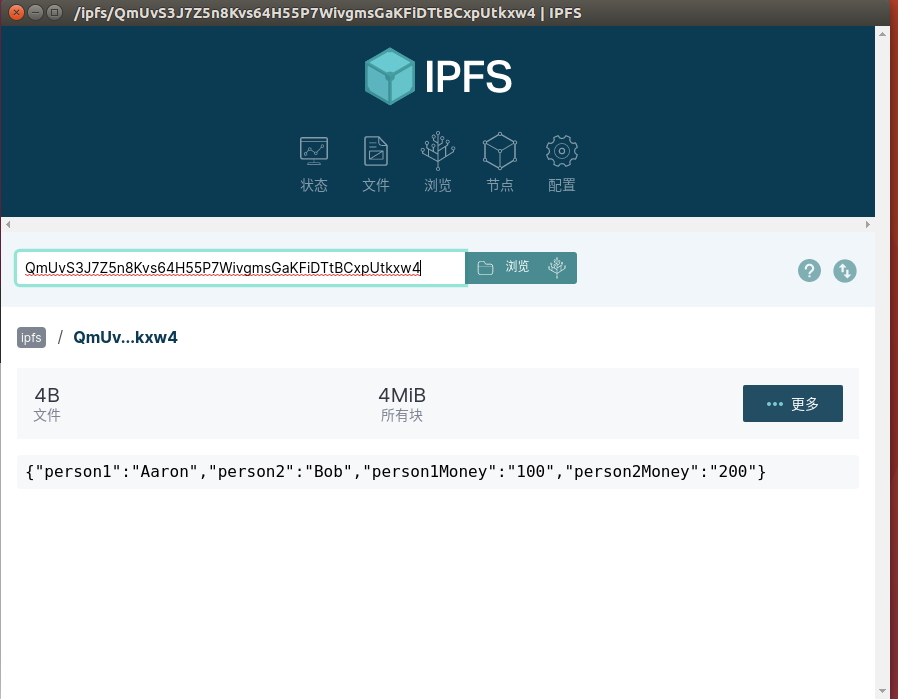 /ipfs/QmUvS3J7Z5n8Kvs64H55P7WivgmsGaKFiDTtBCxpUtkxw4 | IPFS
IPFS
状态 文件 浏览 节点 配置
QmUvS3J7Z5n8Kvs64H55P7WivgmsGaKFiDTtBCxpUtkxw4 浏览 ?
ipfs / QmUv...kxw4
4B 4MiB
文件 所有块 ••• 更多
{"person1":"Aaron","person2":"Bob","person1Money":"100","person2Money":"200"}